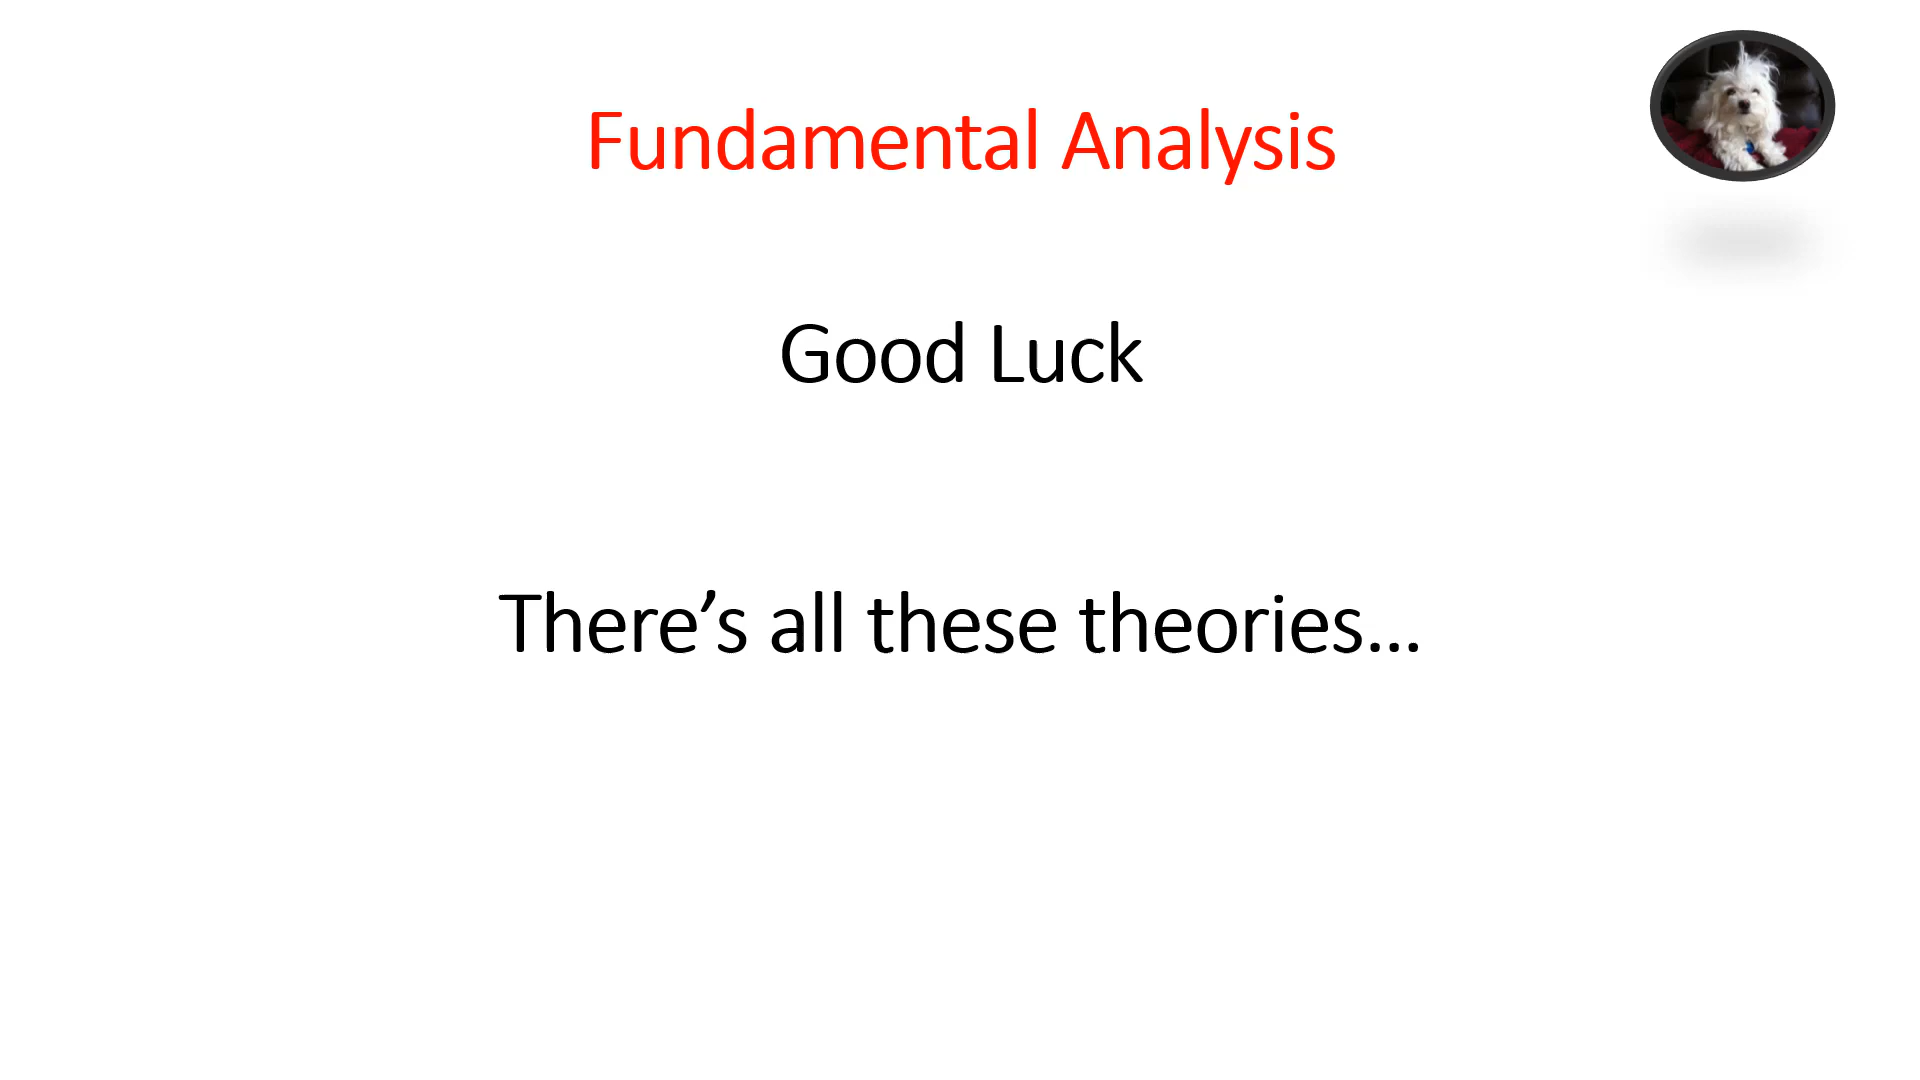 Fundamental Analysis
Good Luck
There’s all these theories…